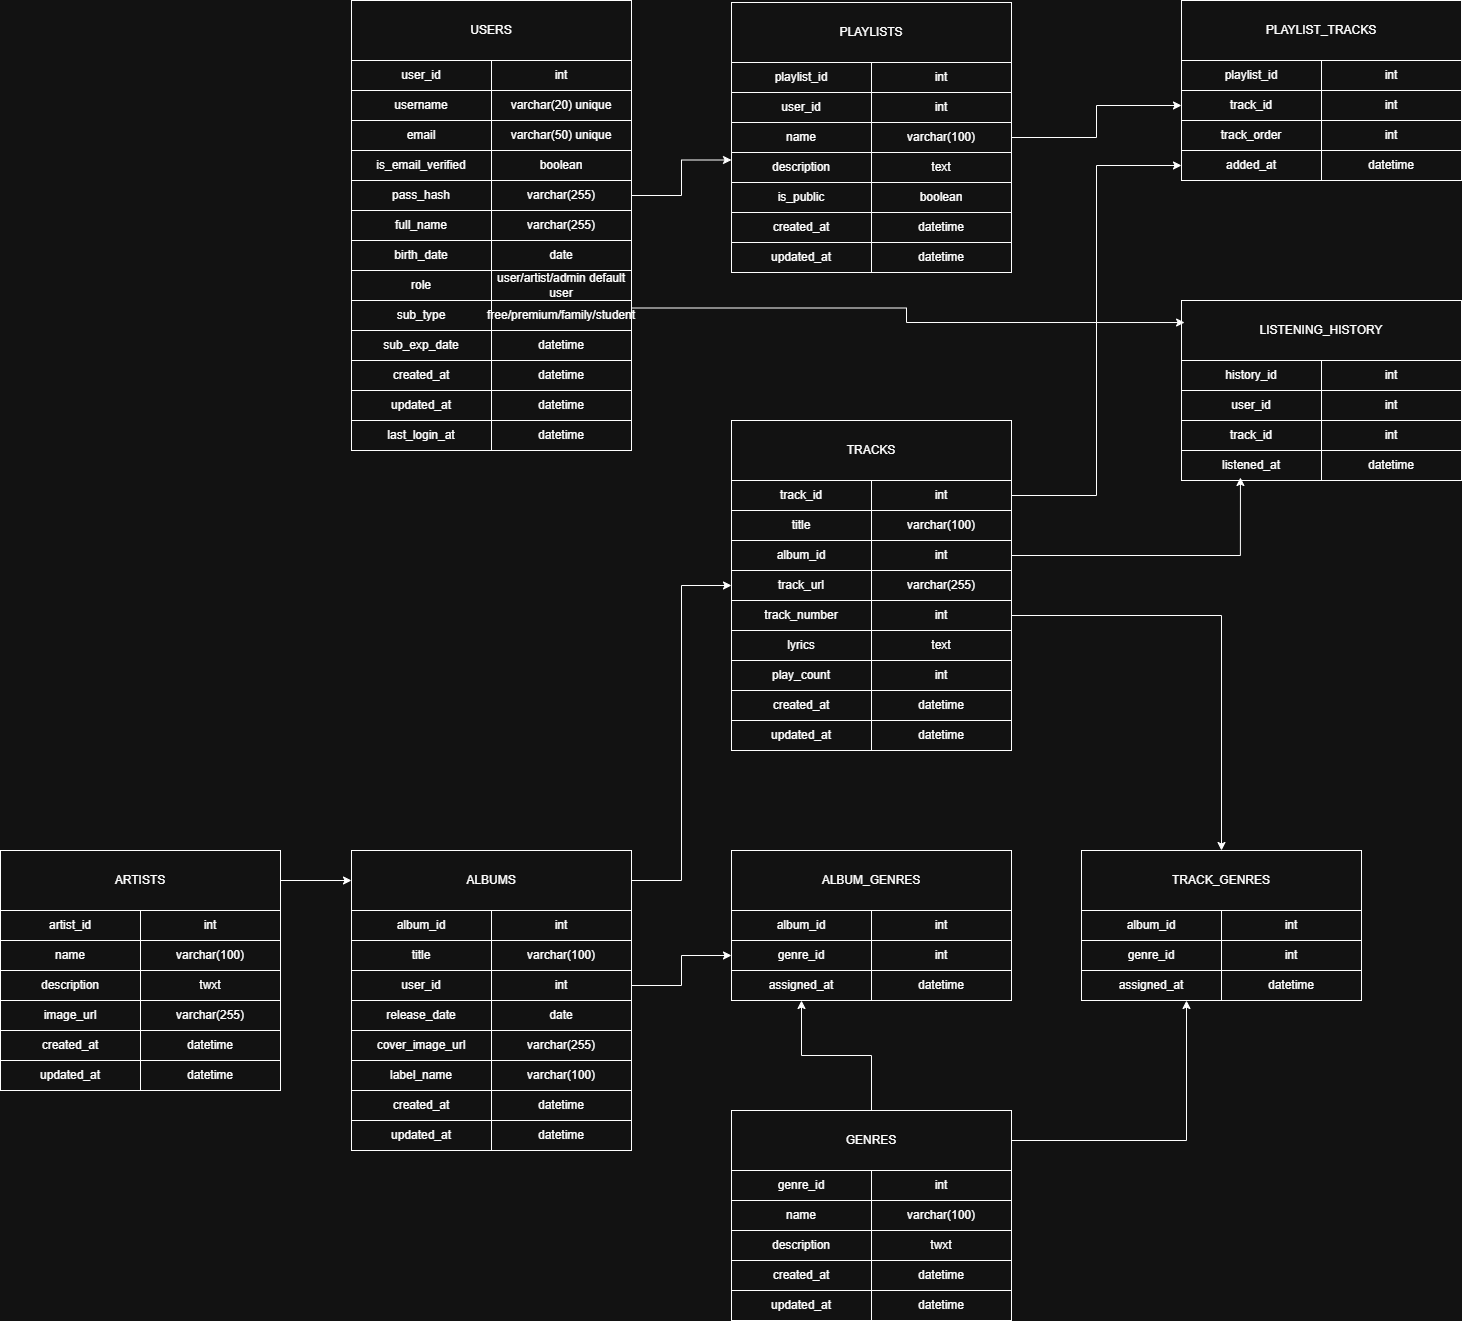 USERS
user_id int
username varchar(20) unique
email varchar(50) unique
is_email_verified boolean
pass_hash varchar(255)
full_name varchar(255)
birth_date date
role user/artist/admin default
user
sub_type free/premium/family/student
sub_exp_date datetime
created_at datetime
updated_at datetime
last_login_at datetime
PLAYLISTS
playlist_id int
user_id int
name varchar(100)
description text
is_public boolean
created_at datetime
updated_at datetime
PLAYLIST_TRACKS
playlist_id int
track_id int
track_order int
added_at datetime
LISTENING_HISTORY
history_id int
user_id int
track_id int
listened_at datetime
TRACKS
track_id int
title varchar(100)
album_id int
track_url varchar(255)
track_number int
lyrics text
play_count int
created_at datetime
updated_at datetime
ARTISTS
artist_id int
name varchar(100)
description twxt
image_url varchar(255)
created_at datetime
updated_at datetime
ALBUMS
album_id int
title varchar(100)
user_id int
release_date date
cover_image_url varchar(255)
label_name varchar(100)
created_at datetime
updated_at datetime
ALBUM_GENRES
album_id int
genre_id int
assigned_at datetime
TRACK_GENRES
album_id int
genre_id int
assigned_at datetime
GENRES
genre_id int
name varchar(100)
description twxt
created_at datetime
updated_at datetime